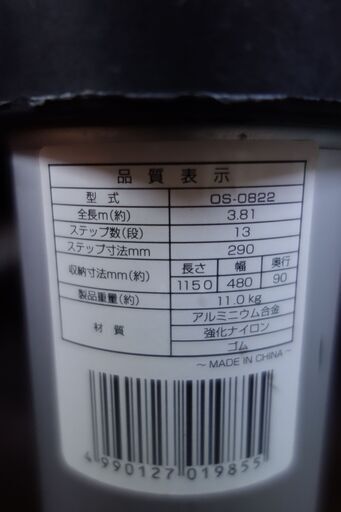 品質表示
型式 OS-0822
全長m(約) 3.81
ステップ数(段) 13
ステップ寸法mm 290
収納寸法mm(約) 長さ 幅 奥行
1150 480 90
製品重量(約) 11.0kg
材質 アルミニウム合金
強化ナイロン
ゴム
～MADE IN CHINA～
4 990127 019855